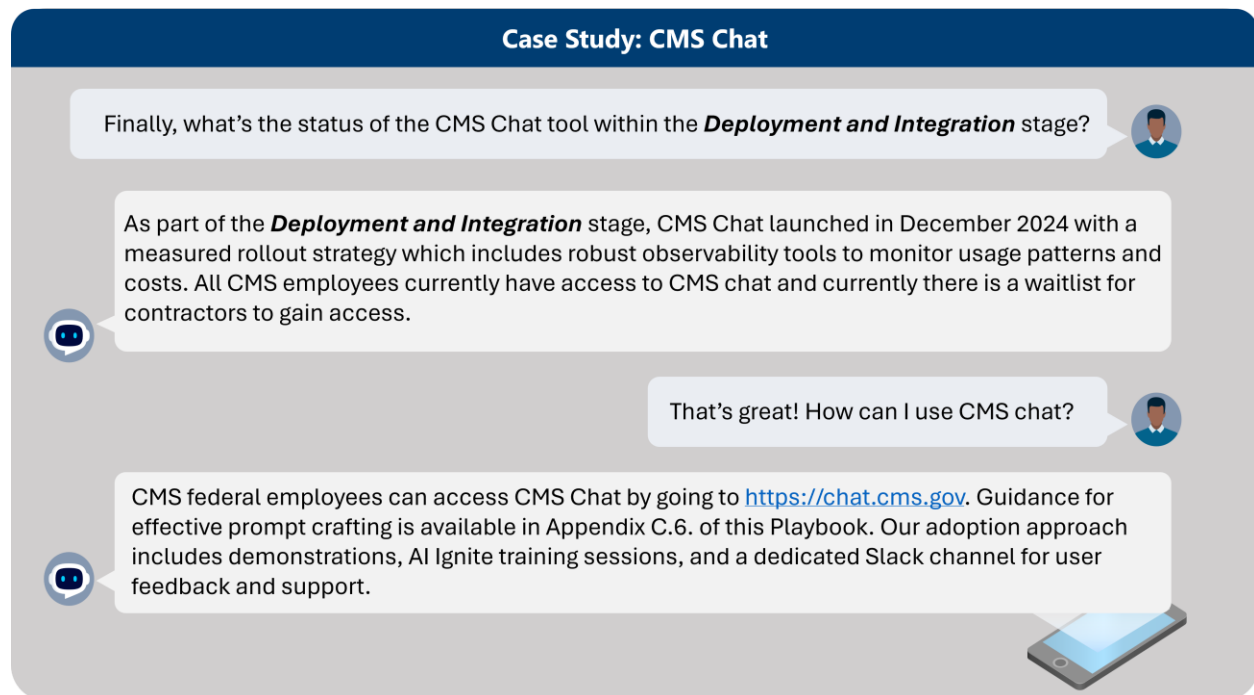 Case Study: CMS Chat
Finally, what's the status of the CMS Chat tool within the Deployment and Integration stage?
As part of the Deployment and Integration stage, CMS Chat launched in December 2024 with a
measured rollout strategy which includes robust observability tools to monitor usage patterns and
costs. All CMS employees currently have access to CMS chat and currently there is a waitlist for
contractors to gain access.
That's great! How can I use CMS chat?
CMS federal employees can access CMS Chat by going to https://chat.cms.gov. Guidance for
effective prompt crafting is available in Appendix C.6. of this Playbook. Our adoption approach
includes demonstrations, AI Ignite training sessions, and a dedicated Slack channel for user
feedback and support.